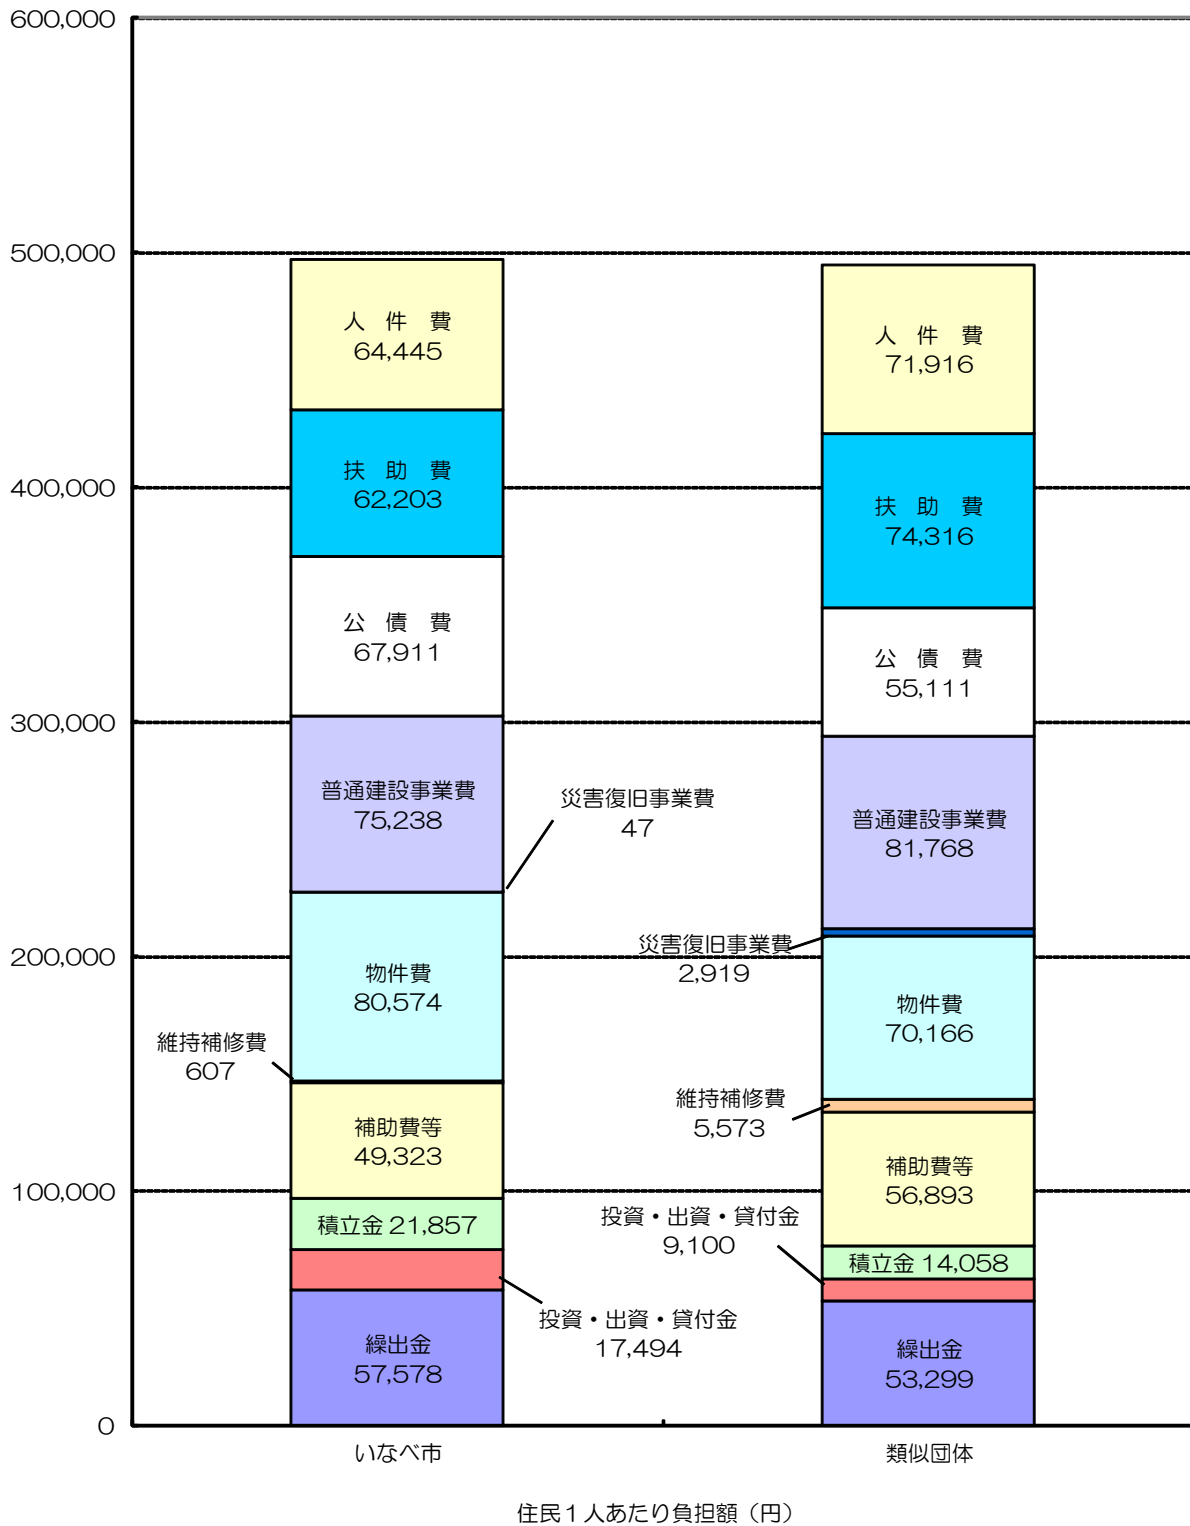 600,000
500,000
400,000
300,000
200,000
100,000
0
人 件 費
64,445
扶 助 費
62,203
公 債 費
67,911
普通建設事業費
75,238
災害復旧事業費
47
物件費
80,574
維持補修費
607
補助費等
49,323
積立金 21,857
投資・出資・貸付金
17,494
繰出金
57,578
いなべ市
人 件 費
71,916
扶 助 費
74,316
公 債 費
55,111
普通建設事業費
81,768
災害復旧事業費
2,919
物件費
70,166
維持補修費
5,573
補助費等
56,893
投資・出資・貸付金
9,100
積立金 14,058
繰出金
53,299
類似団体
住民1人あたり負担額（円）